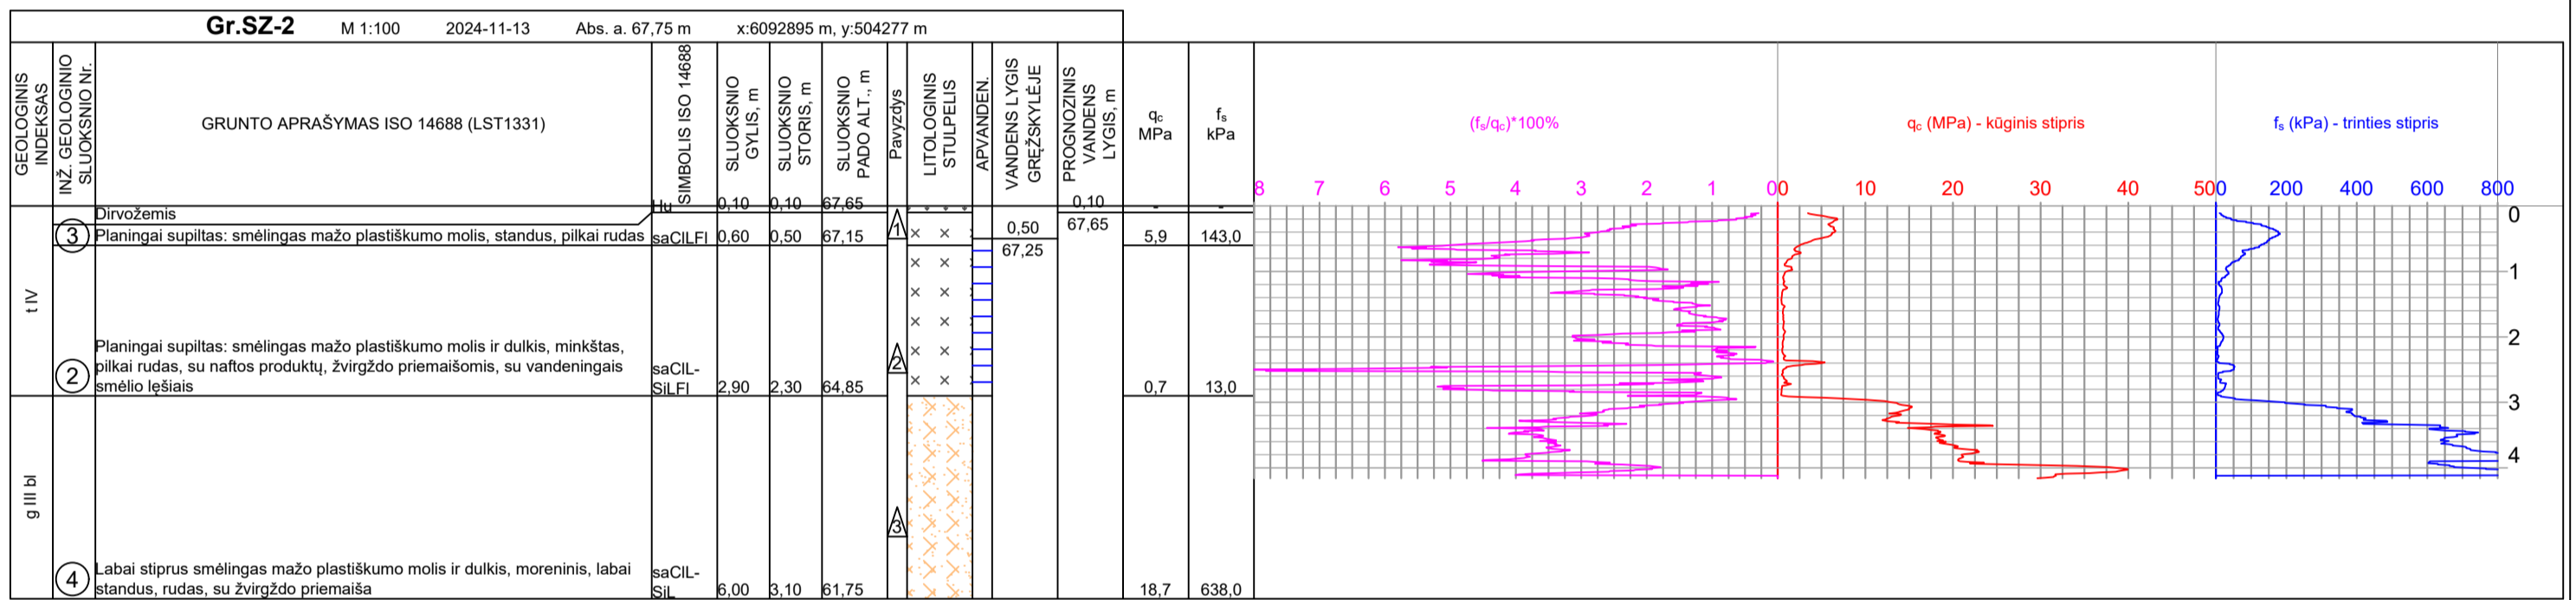 Gr.SZ-2 M 1:100 2024-11-13 Abs. a. 67,75 m x:6092895 m, y:504277 m
GEOLOGINIS
INDEKSAS
INŽ. GEOLOGINIO
SLUOKSNIO Nr.
GRUNTO APRAŠYMAS ISO 14688 (LST1331)
SIMBOLIS ISO 14688
SLUOKSNIO
GYLIS, m
SLUOKSNIO
STORIS, m
SLUOKSNIO
PADO ALT., m
Pavyzdys
LITOLOGINIS
STULPELIS
APVANDEN.
VANDENS LYGIS
GRĘŽSKYLĖJE
PROGNOZINIS
VANDENS
LYGIS, m
qc
MPa
fs
kPa
(fs/qc)*100%
qc (MPa) - kūginis stipris
fs (kPa) - trinties stipris
8 7 6 5 4 3 2 1 0
0 10 20 30 40 50
0 200 400 600 800
Dirvožemis Hu 0,10 0,10 67,65 0,10 - -
67,65
3 Planingai supiltas: smėlingas mažo plastiškumo molis, standus, pilkai rudas saClLFl 0,60 0,50 67,15 1 0,50 5,9 143,0
67,25
t IV
Planingai supiltas: smėlingas mažo plastiškumo molis ir dulkis, minkštas,
pilkai rudas, su naftos produktų, žvirgždo priemaišomis, su vandeningais
smėlio lęšiais
2 saClL-
SiLFl 2,90 2,30 64,85 2 0,7 13,0
g III bl
3
Labai stiprus smėlingas mažo plastiškumo molis ir dulkis, moreninis, labai
standus, rudas, su žvirgždo priemaiša
4 saClL-
SiL 6,00 3,10 61,75 18,7 638,0
0
1
2
3
4